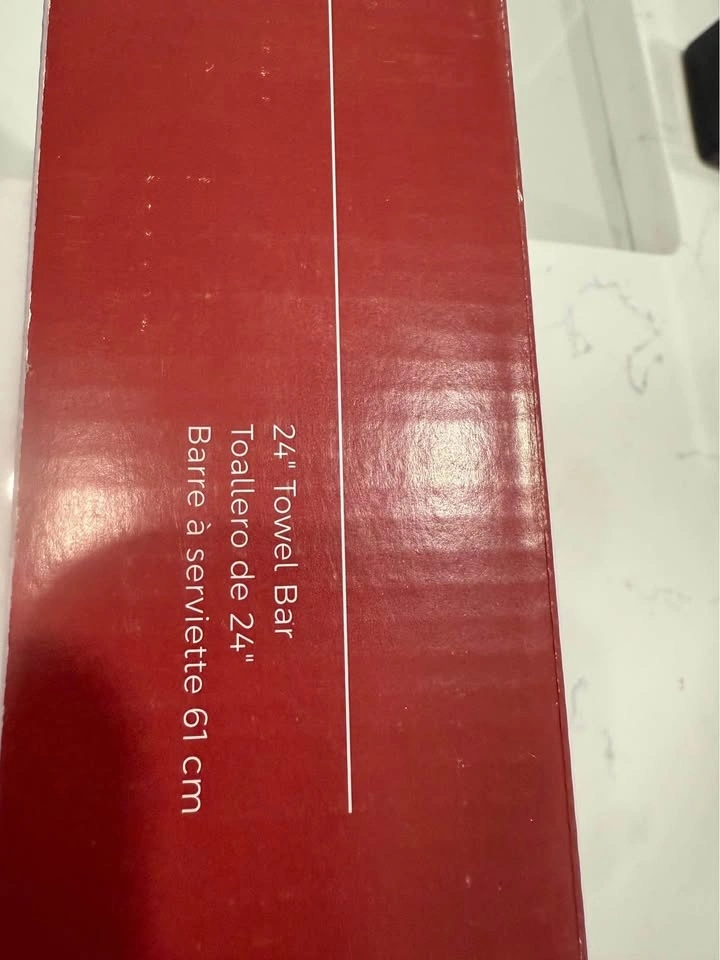 24" Towel Bar
Toallero de 24"
Barre à serviette 61 cm